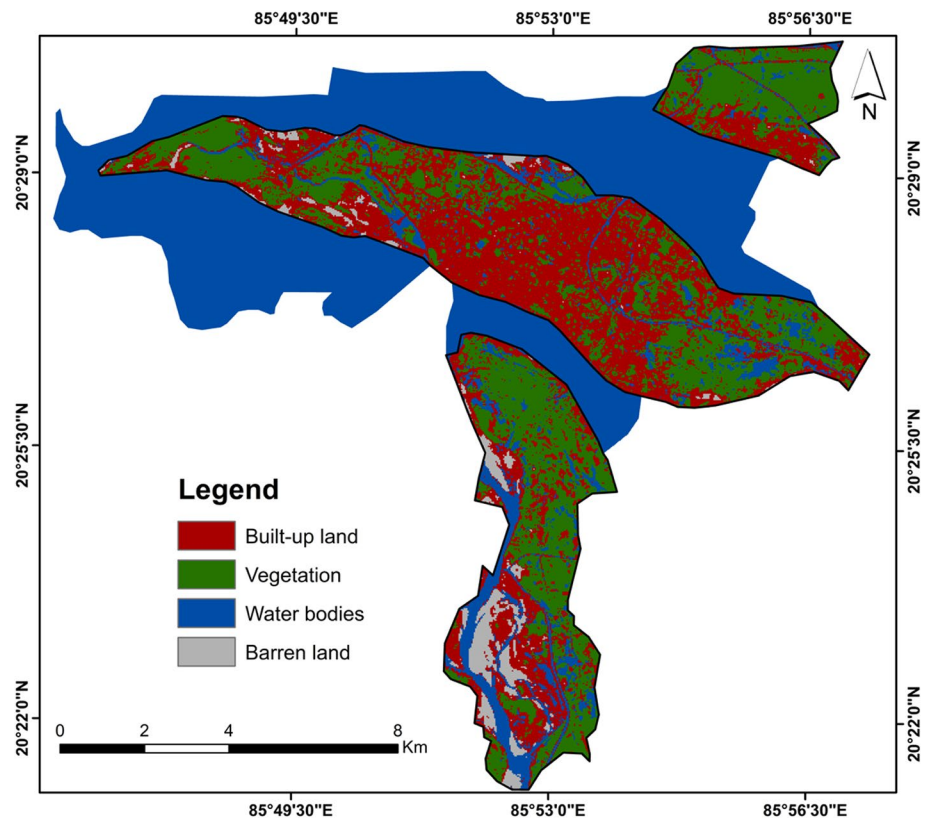 85°49'30"E 85°53'0"E 85°56'30"E
N
20°29'0"N 20°29'0"N
20°25'30"N 20°25'30"N
Legend
Built-up land
Vegetation
Water bodies
Barren land
20°22'0"N 20°22'0"N
0 2 4 8
Km
85°49'30"E 85°53'0"E 85°56'30"E